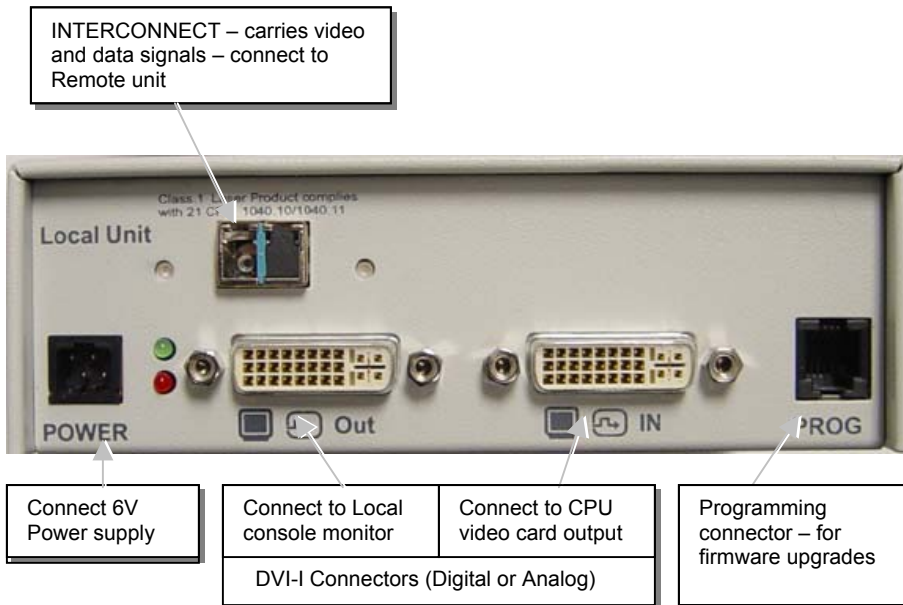 INTERCONNECT – carries video
and data signals – connect to
Remote unit
Class 1 Laser Product complies
with 21 CFR 1040.10/1040.11
Local Unit
POWER
Out
IN
PROG
Connect 6V
Power supply
Connect to Local
console monitor
Connect to CPU
video card output
DVI-I Connectors (Digital or Analog)
Programming
connector – for
firmware upgrades